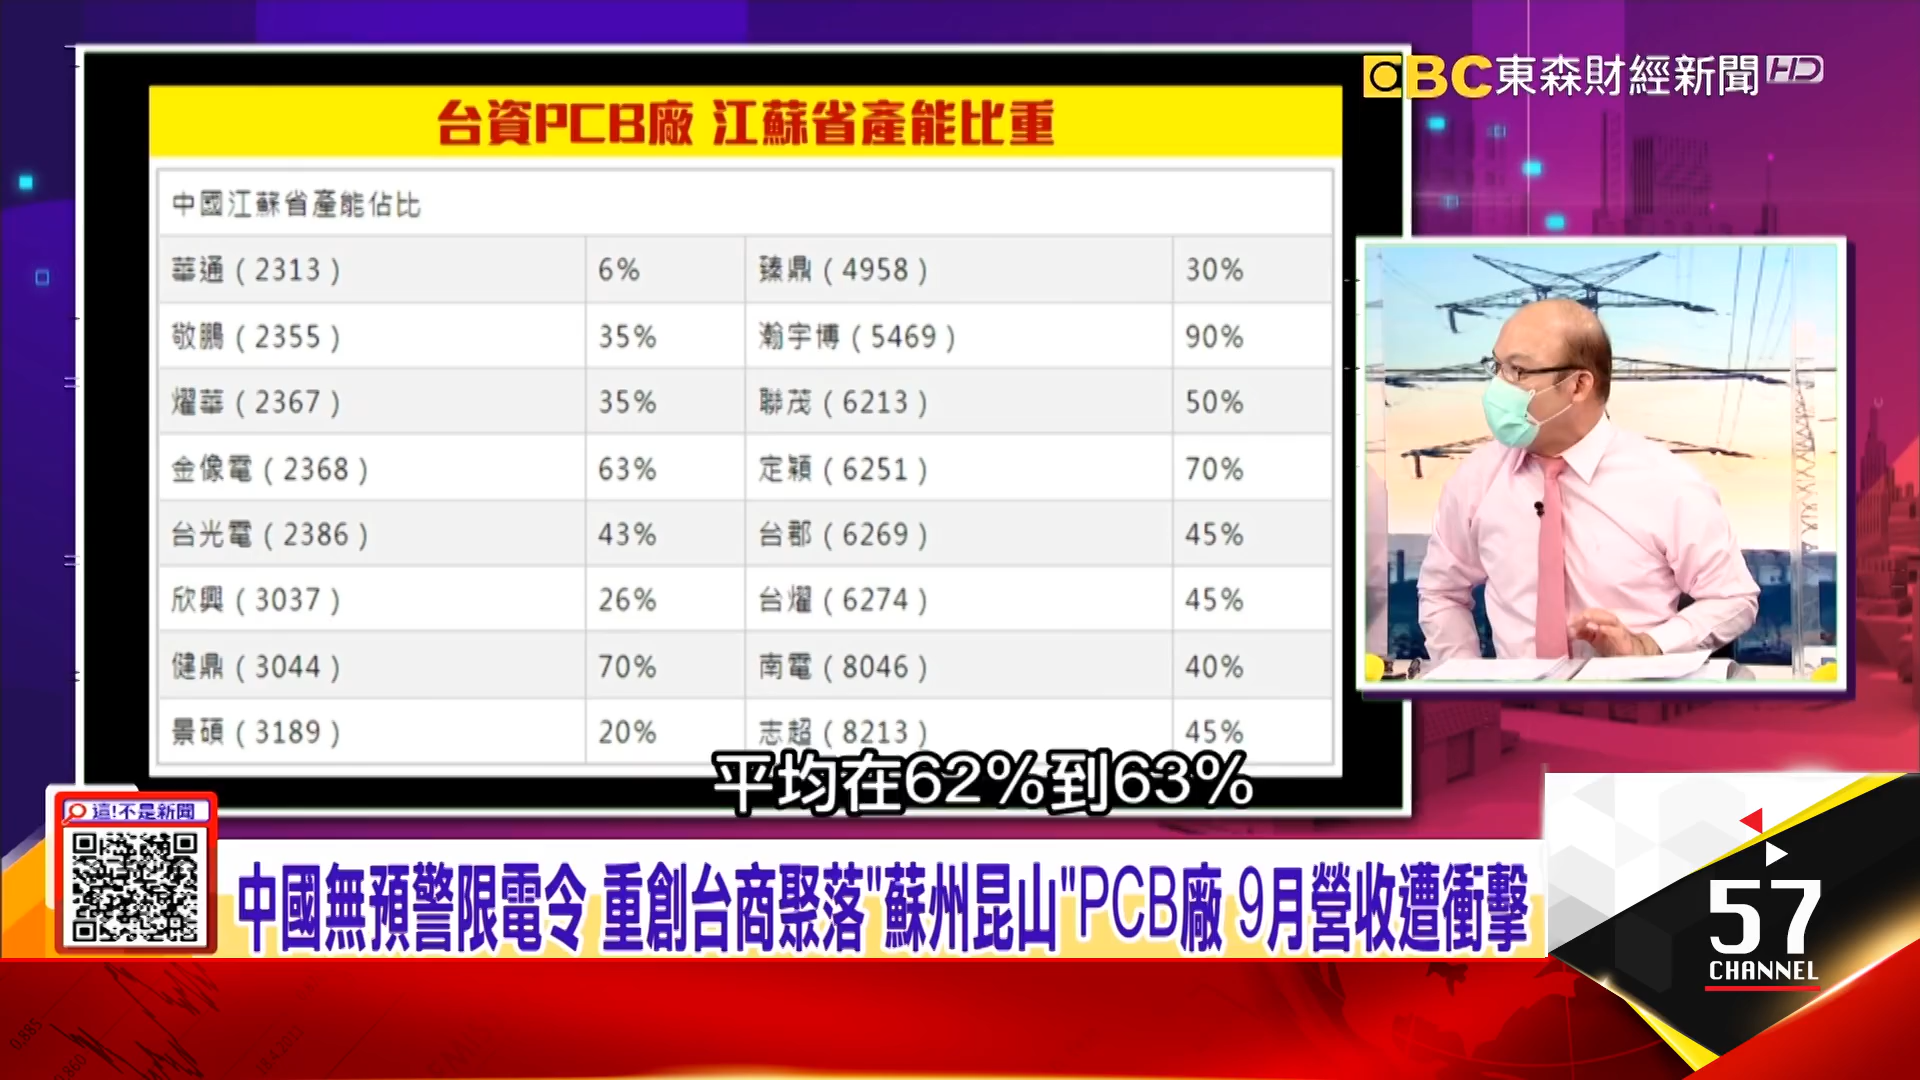 EBC東森財經新聞HD
台資PCB廠 江蘇省產能比重
中國江蘇省產能佔比
華通（2313） 6% 臻鼎（4958） 30%
敬鵬（2355） 35% 瀚宇博（5469） 90%
燿華（2367） 35% 聯茂（6213） 50%
金像電（2368） 63% 定穎（6251） 70%
台光電（2386） 43% 台郡（6269） 45%
欣興（3037） 26% 台燿（6274） 45%
健鼎（3044） 70% 南電（8046） 40%
景碩（3189） 20% 志超（8213） 45%
平均在62%到63%
這!不是新聞
中國無預警限電令 重創台商聚落"蘇州昆山"PCB廠 9月營收遭衝擊
57
CHANNEL
0.885
0.860